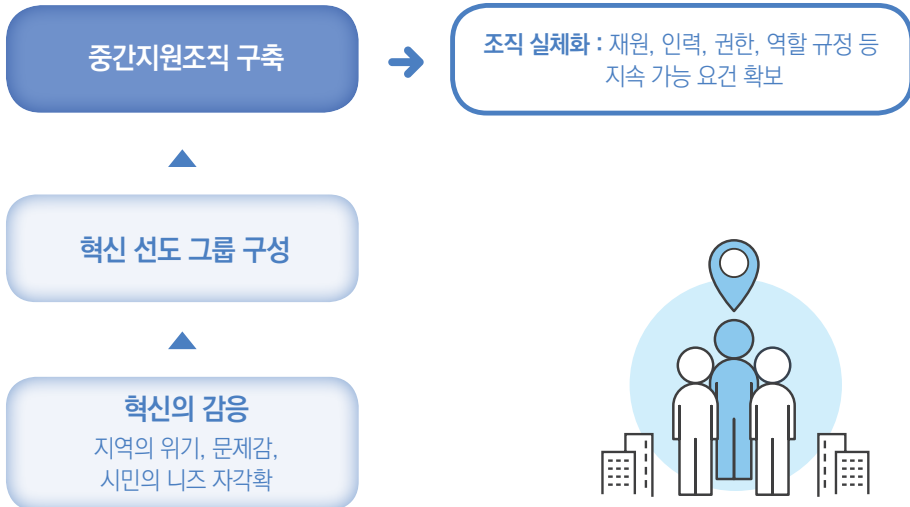 중간지원조직 구축
조직 실체화 : 재원, 인력, 권한, 역할 규정 등
지속 가능 요건 확보
혁신 선도 그룹 구성
혁신의 감응
지역의 위기, 문제감,
시민의 니즈 자각확